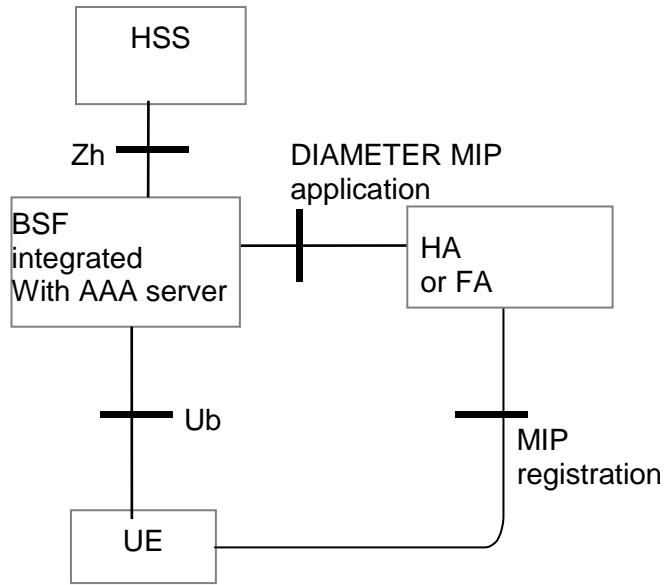 HSS
Zh
DIAMETER MIP
application
BSF
integrated
With AAA server
HA
or FA
Ub
MIP
registration
UE